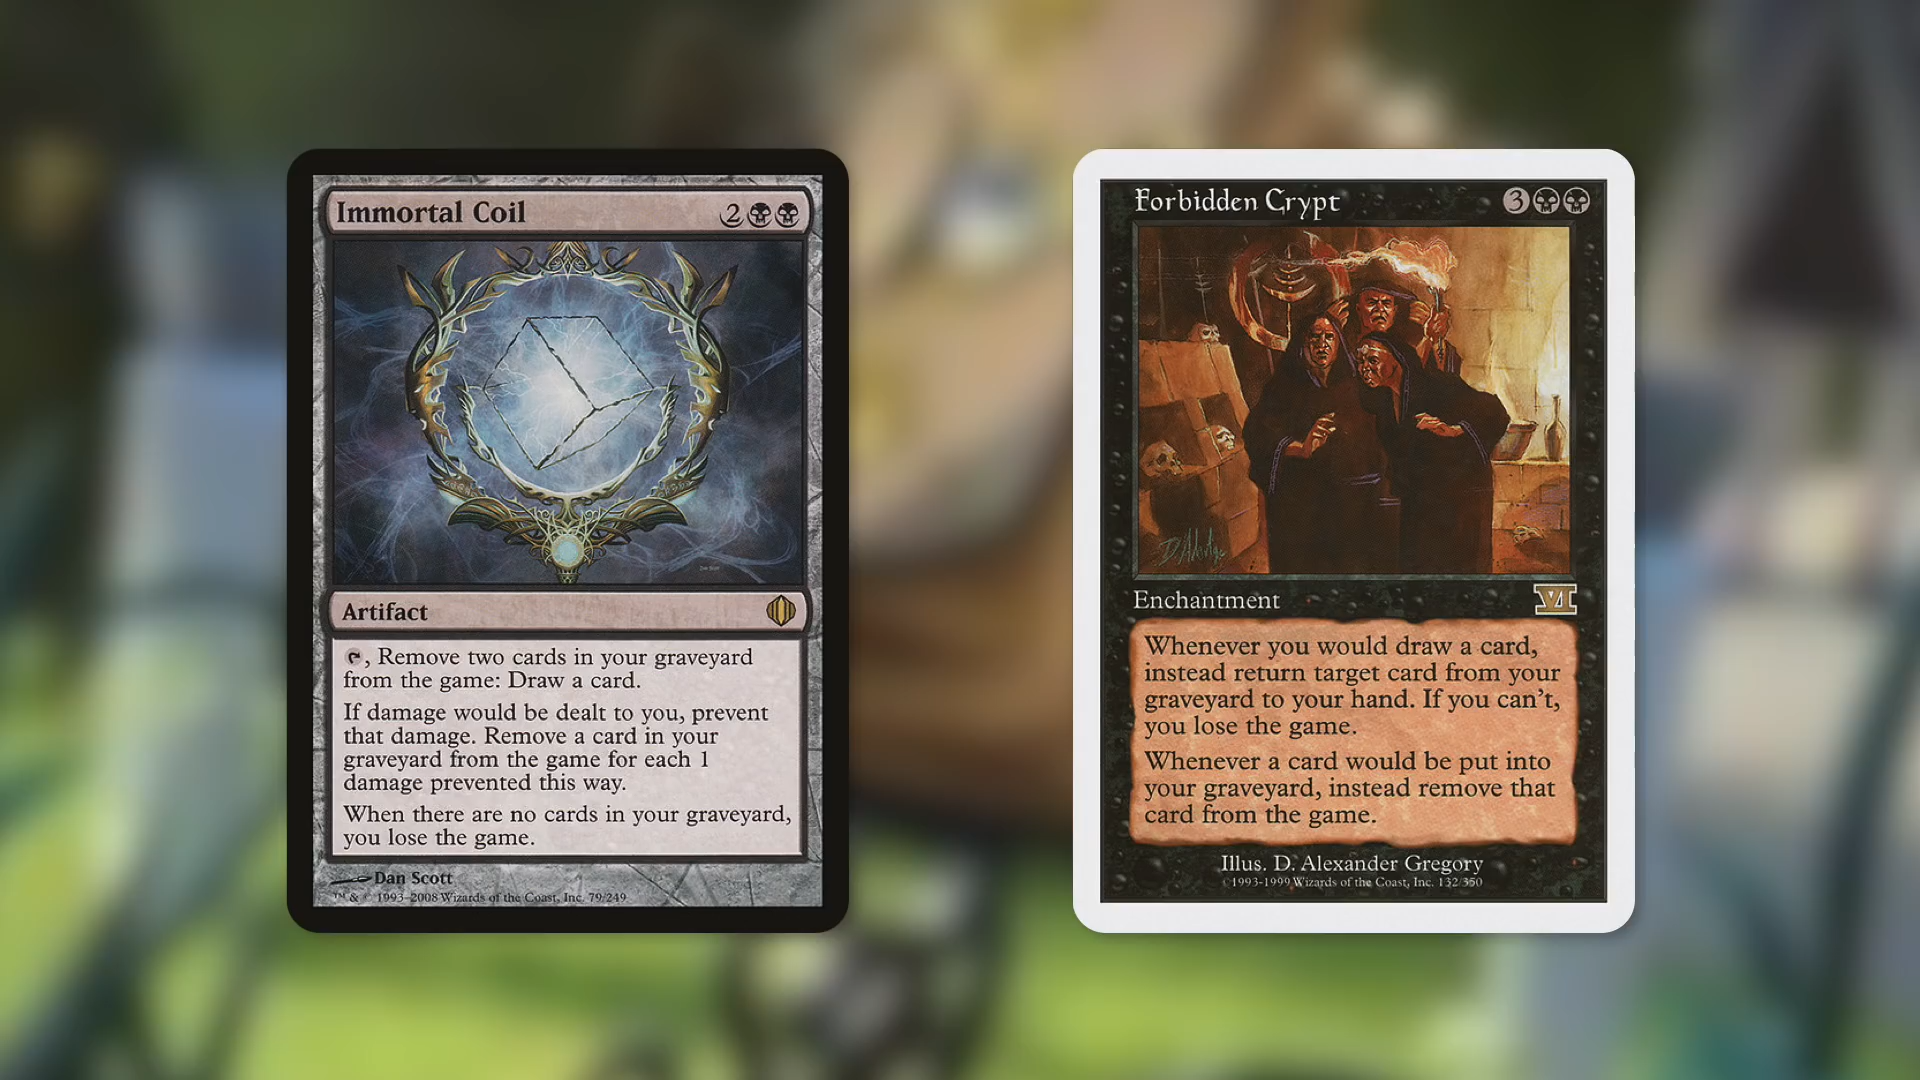 Immortal Coil
2
Artifact
, Remove two cards in your graveyard
from the game: Draw a card.
If damage would be dealt to you, prevent
that damage. Remove a card in your
graveyard from the game for each 1
damage prevented this way.
When there are no cards in your graveyard,
you lose the game.
Dan Scott
™ & © 1993–2008 Wizards of the Coast, Inc. 79/249
Forbidden Crypt
3
Enchantment
VI
Whenever you would draw a card,
instead return target card from your
graveyard to your hand. If you can't,
you lose the game.
Whenever a card would be put into
your graveyard, instead remove that
card from the game.
Illus. D. Alexander Gregory
©1993-1999 Wizards of the Coast, Inc. 132/350